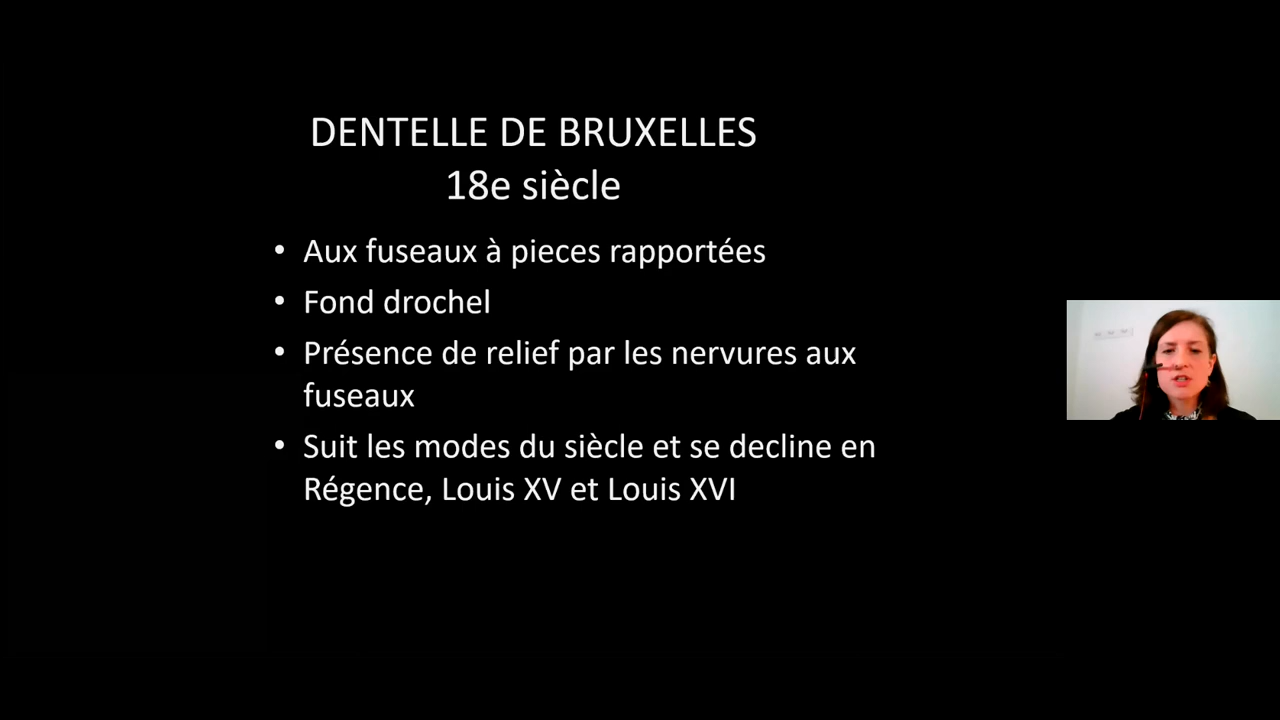 DENTELLE DE BRUXELLES
18e siècle
• Aux fuseaux à pieces rapportées
• Fond drochel
• Présence de relief par les nervures aux
fuseaux
• Suit les modes du siècle et se decline en
Régence, Louis XV et Louis XVI